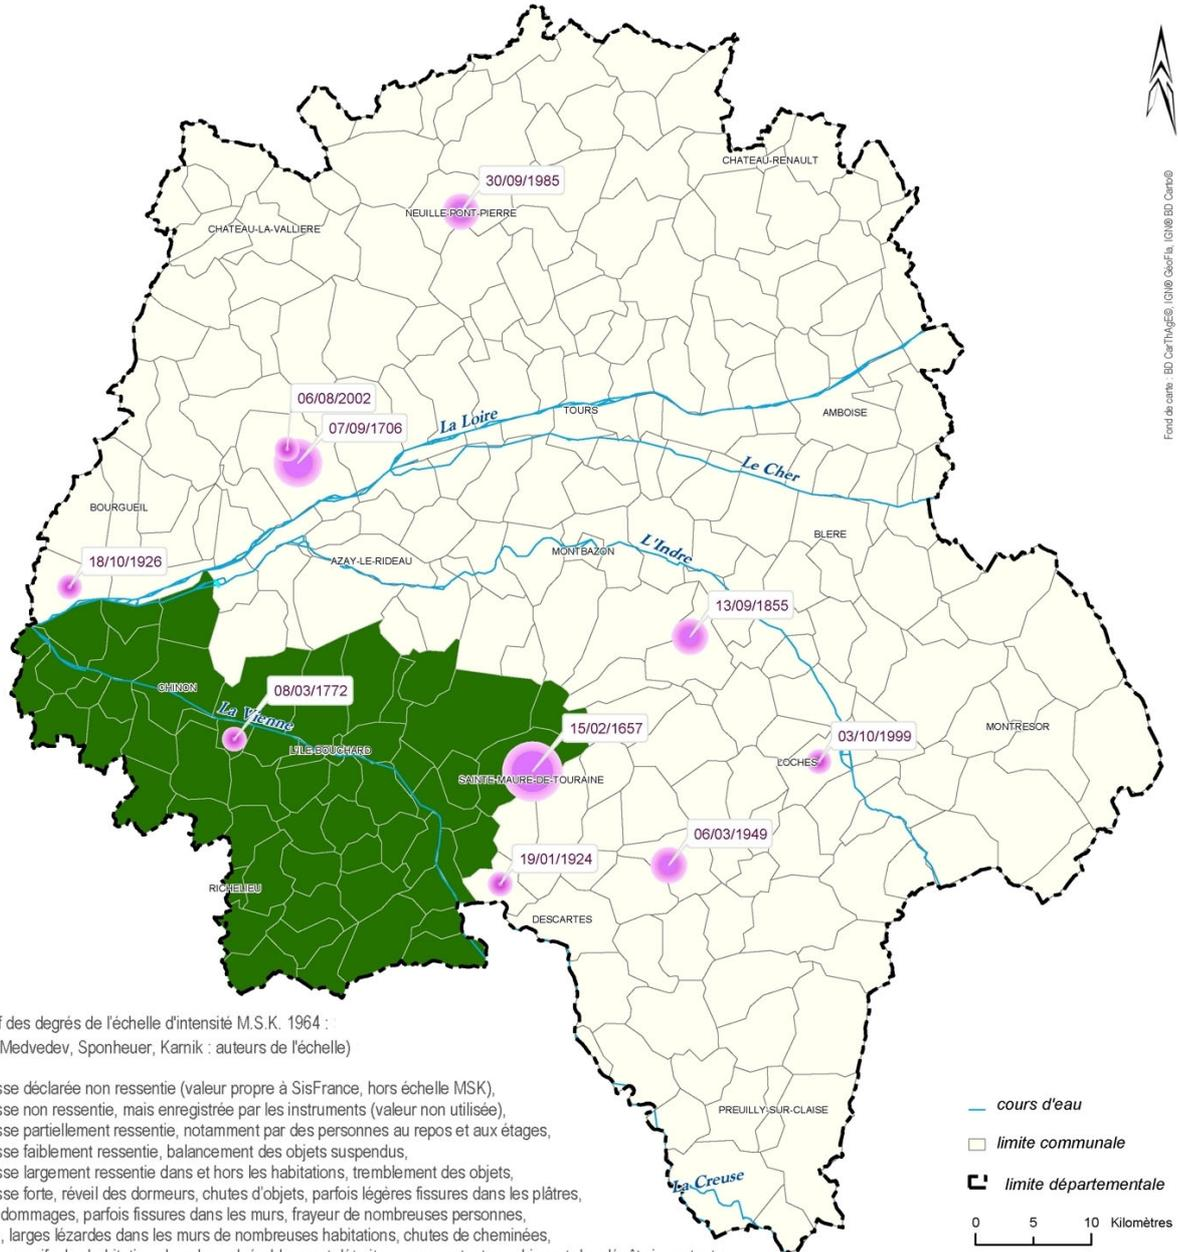 30/09/1985
CHATEAU-RENAULT
NEUILLE-PONT-PIERRE
CHATEAU-LA-VALLIERE
Fond de carte : BD CarThAgE©, IGN® GéoFla, IGN® BD Carto©
06/08/2002
07/09/1706
La Loire
TOURS
AMBOISE
Le Cher
BOURGUEIL
BLERE
18/10/1926
AZAY-LE-RIDEAU
MONTBAZON
L'Indre
13/09/1855
CHINON
08/03/1772
La Vienne
L'ILE-BOUCHARD
15/02/1657
SAINTE-MAURE-DE-TOURAINE
03/10/1999
LOCHES
MONTRESOR
06/03/1949
19/01/1924
RICHELIEU
DESCARTES
f des degrés de l'échelle d'intensité M.S.K. 1964 :
Medvedev, Sponheuer, Karnik : auteurs de l'échelle)
sse déclarée non ressentie (valeur propre à SisFrance, hors échelle MSK),
sse non ressentie, mais enregistrée par les instruments (valeur non utilisée),
sse partiellement ressentie, notamment par des personnes au repos et aux étages,
sse faiblement ressentie, balancement des objets suspendus,
sse largement ressentie dans et hors les habitations, tremblement des objets,
sse forte, réveil des dormeurs, chutes d'objets, parfois légères fissures dans les plâtres,
dommages, parfois fissures dans les murs, frayeur de nombreuses personnes,
, larges lézardes dans les murs de nombreuses habitations, chutes de cheminées,
PREUILLY-SUR-CLAISE
La Creuse
cours d'eau
limite communale
limite départementale
0 5 10 Kilomètres